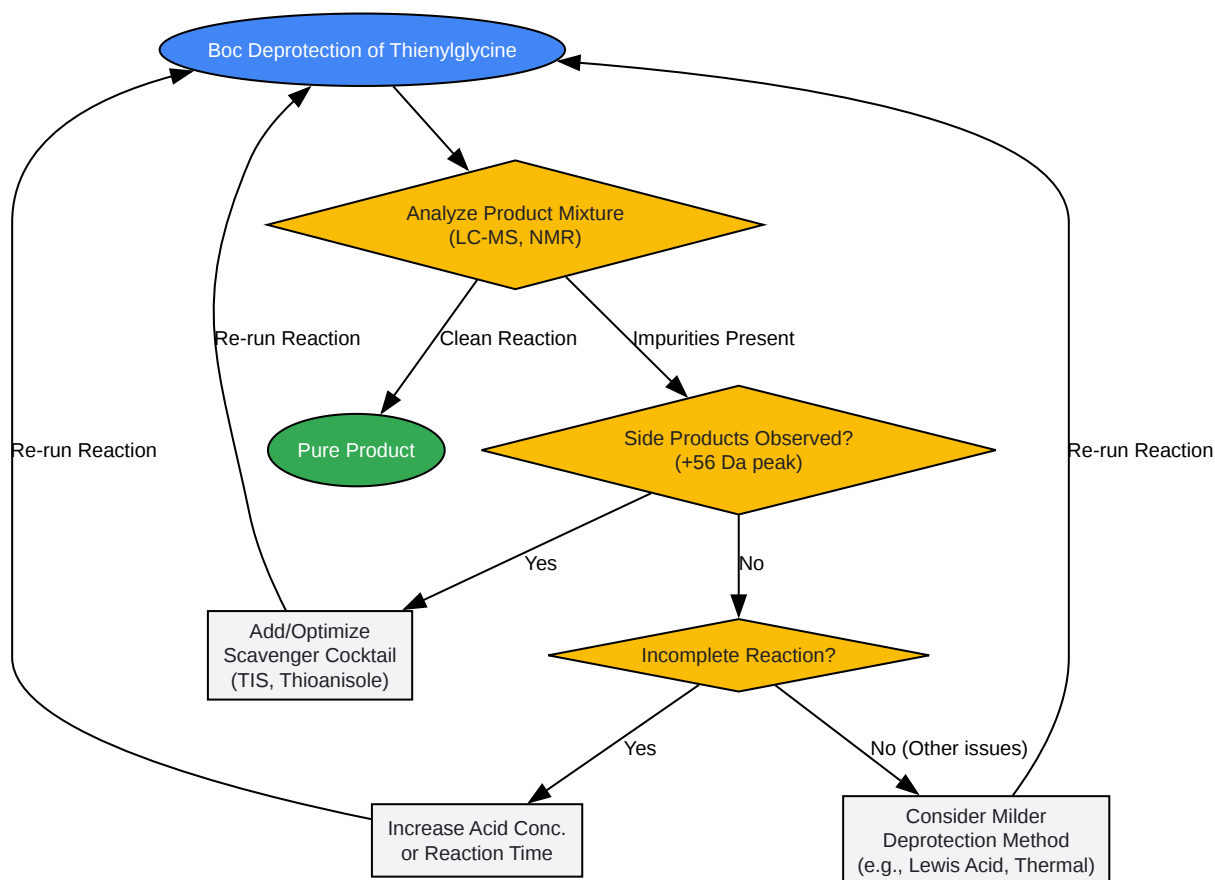 Boc Deprotection of Thienylglycine
Analyze Product Mixture
(LC-MS, NMR)
Re-run Reaction
Clean Reaction
Impurities Present
Re-run Reaction
Pure Product
Side Products Observed?
(+56 Da peak)
Re-run Reaction
Yes
No
Add/Optimize
Scavenger Cocktail
(TIS, Thioanisole)
Incomplete Reaction?
Yes
No (Other issues)
Increase Acid Conc.
or Reaction Time
Consider Milder
Deprotection Method
(e.g., Lewis Acid, Thermal)